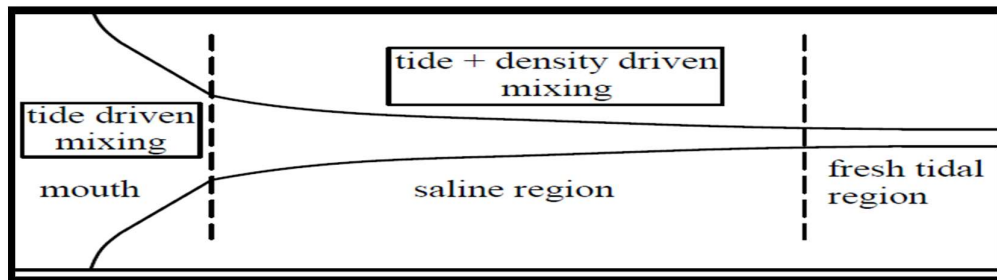 tide + density driven
mixing
tide driven
mixing
mouth
saline region
fresh tidal
region